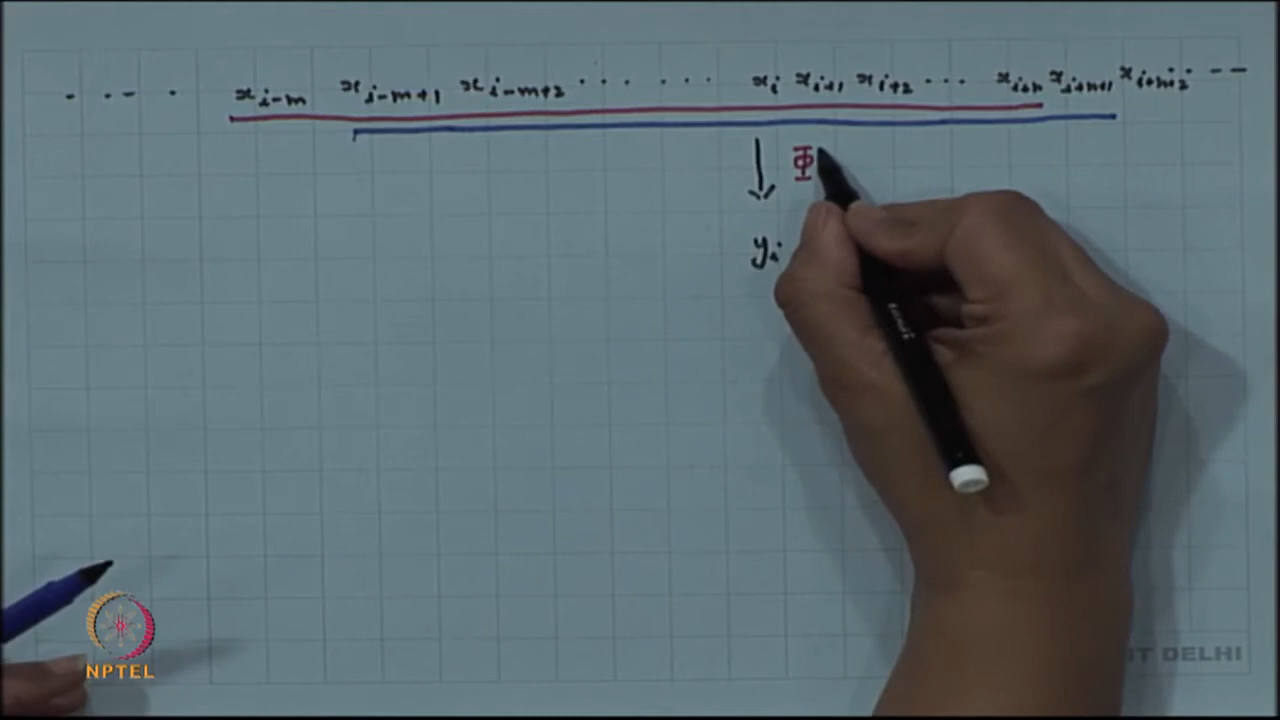 - · – · x_{i-m} x_{i-m+1} x_{i-m+2} · · · · · · x_i x_{i+1} x_{i+2} · · · x_{i+n} x_{i+n+1} x_{i+n+2} · – –
↓ Φ
y_i
NPTEL
IIT DELHI